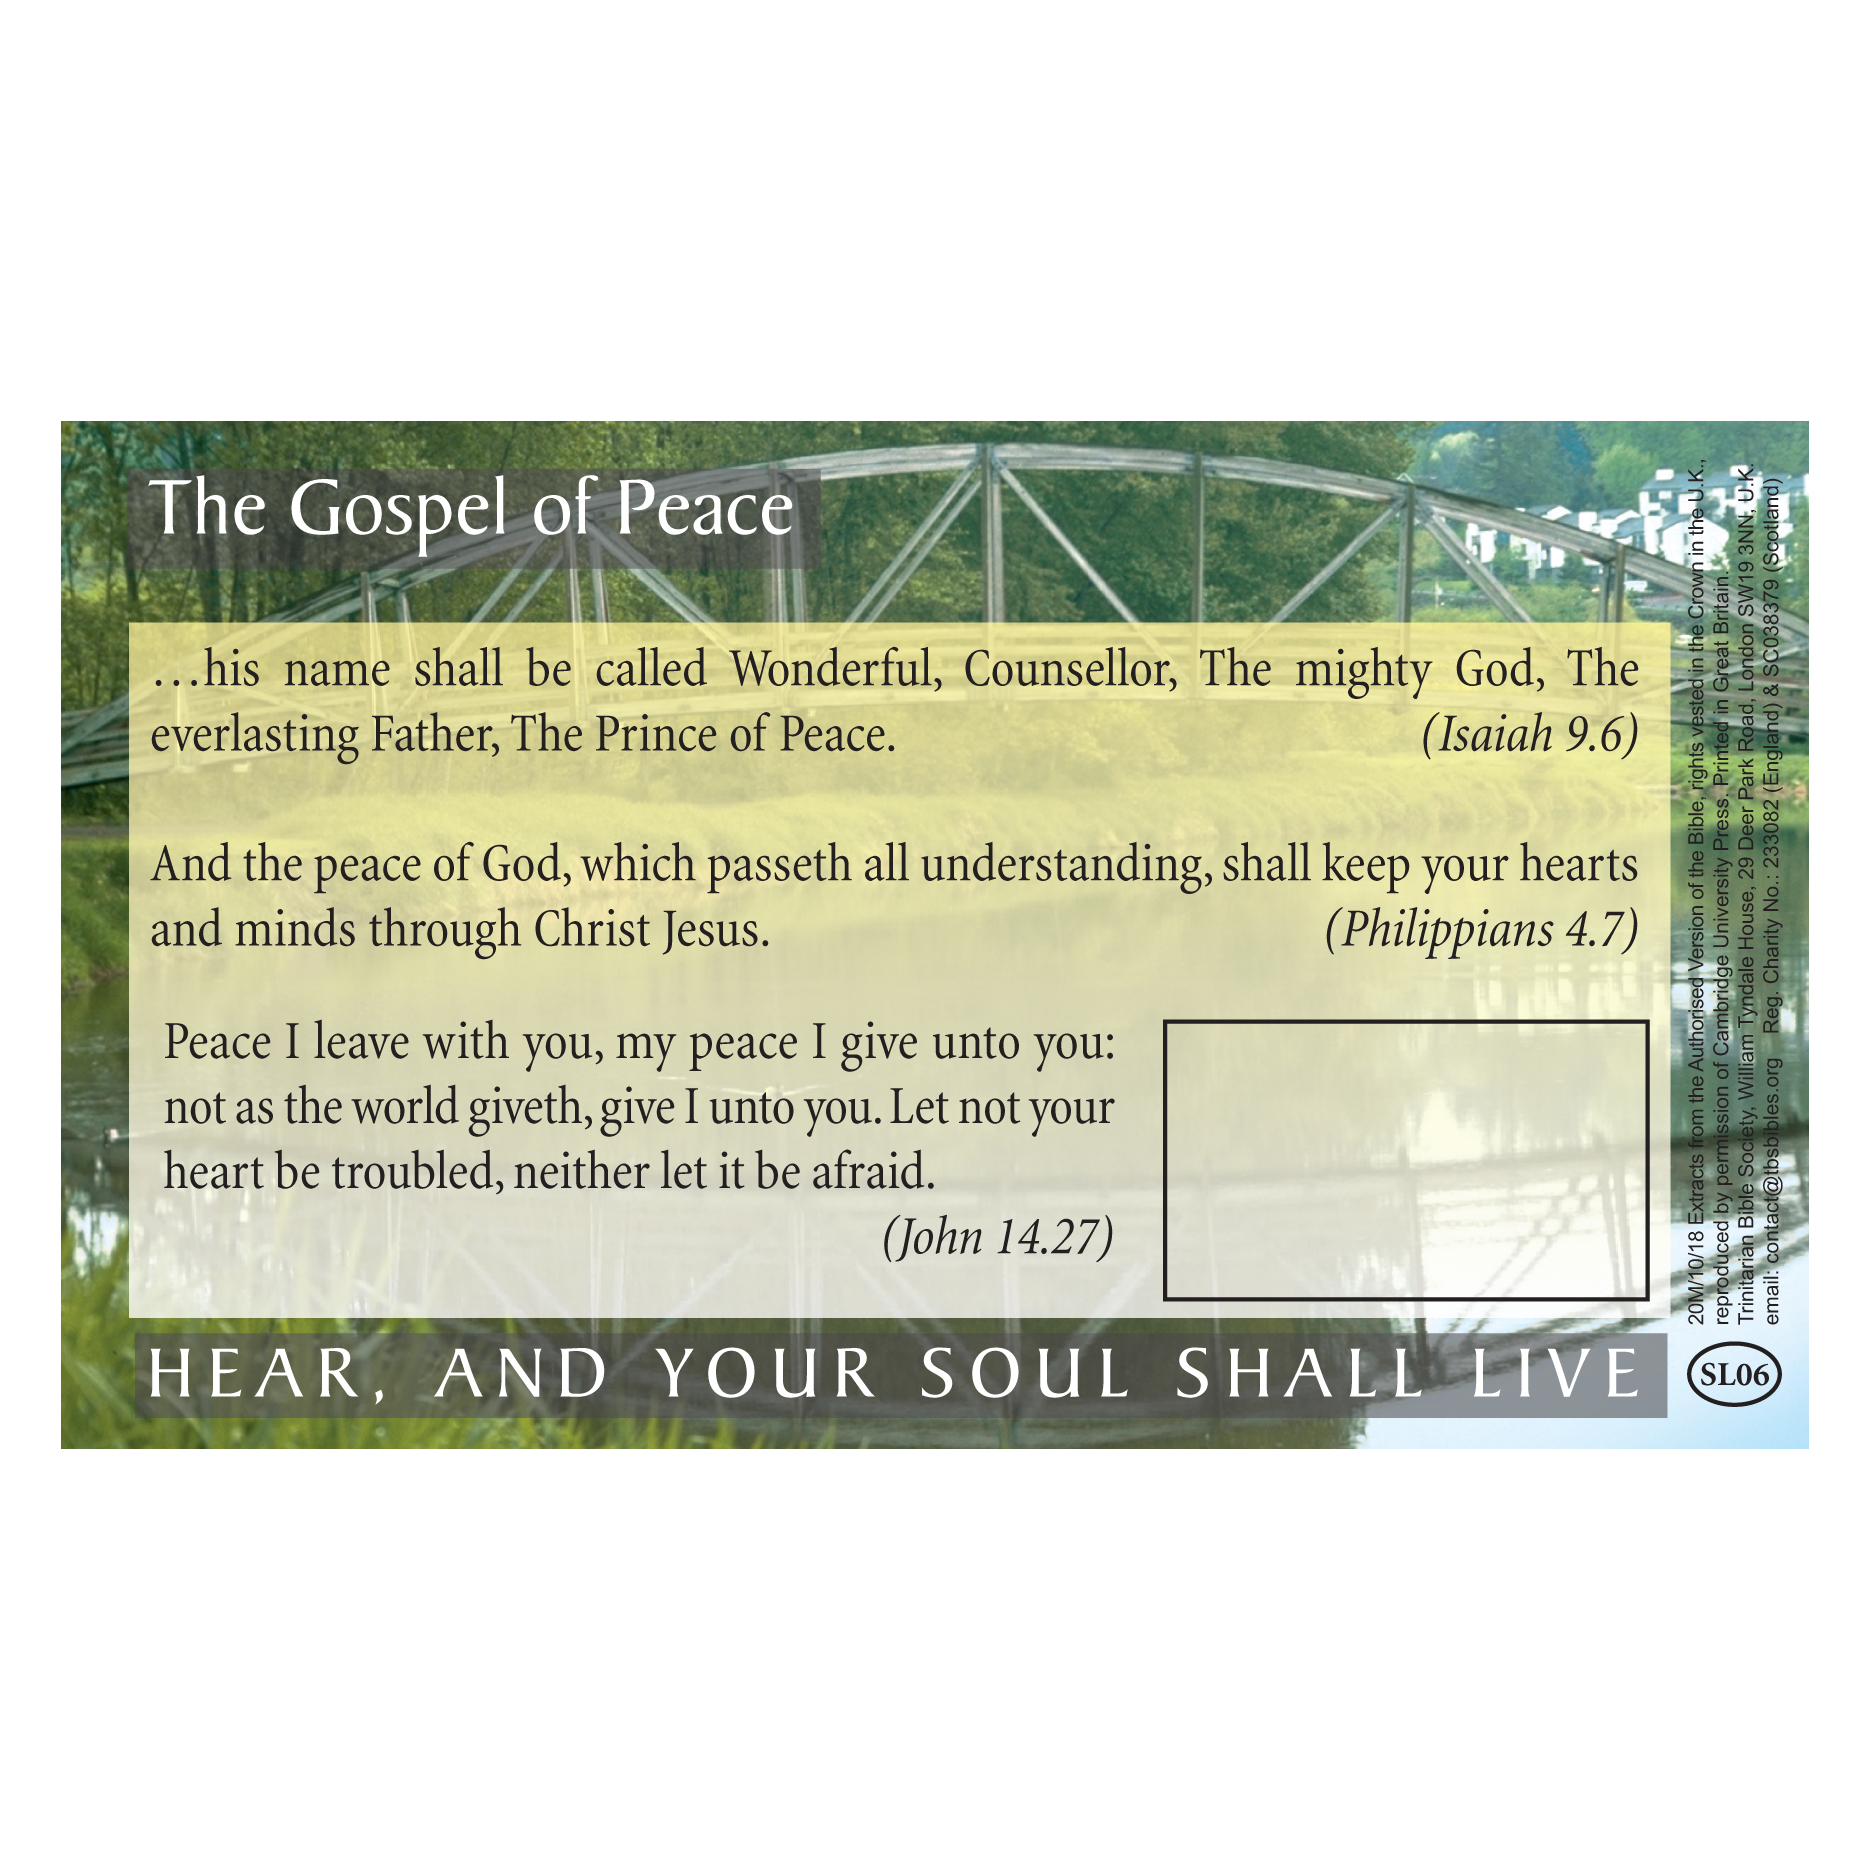 The Gospel of Peace
…his name shall be called Wonderful, Counsellor, The mighty God, The
everlasting Father, The Prince of Peace. (Isaiah 9.6)
And the peace of God, which passeth all understanding, shall keep your hearts
and minds through Christ Jesus. (Philippians 4.7)
Peace I leave with you, my peace I give unto you:
not as the world giveth, give I unto you. Let not your
heart be troubled, neither let it be afraid.
(John 14.27)
HEAR, AND YOUR SOUL SHALL LIVE
20M/10/18 Extracts from the Authorised Version of the Bible, rights vested in the Crown in the U.K.,
reproduced by permission of Cambridge University Press. Printed in Great Britain.
Trinitarian Bible Society, William Tyndale House, 29 Deer Park Road, London SW19 3NN, U.K.
email: contact@tbsbibles.org Reg. Charity No.: 233082 (England) & SC038379 (Scotland)
SL06